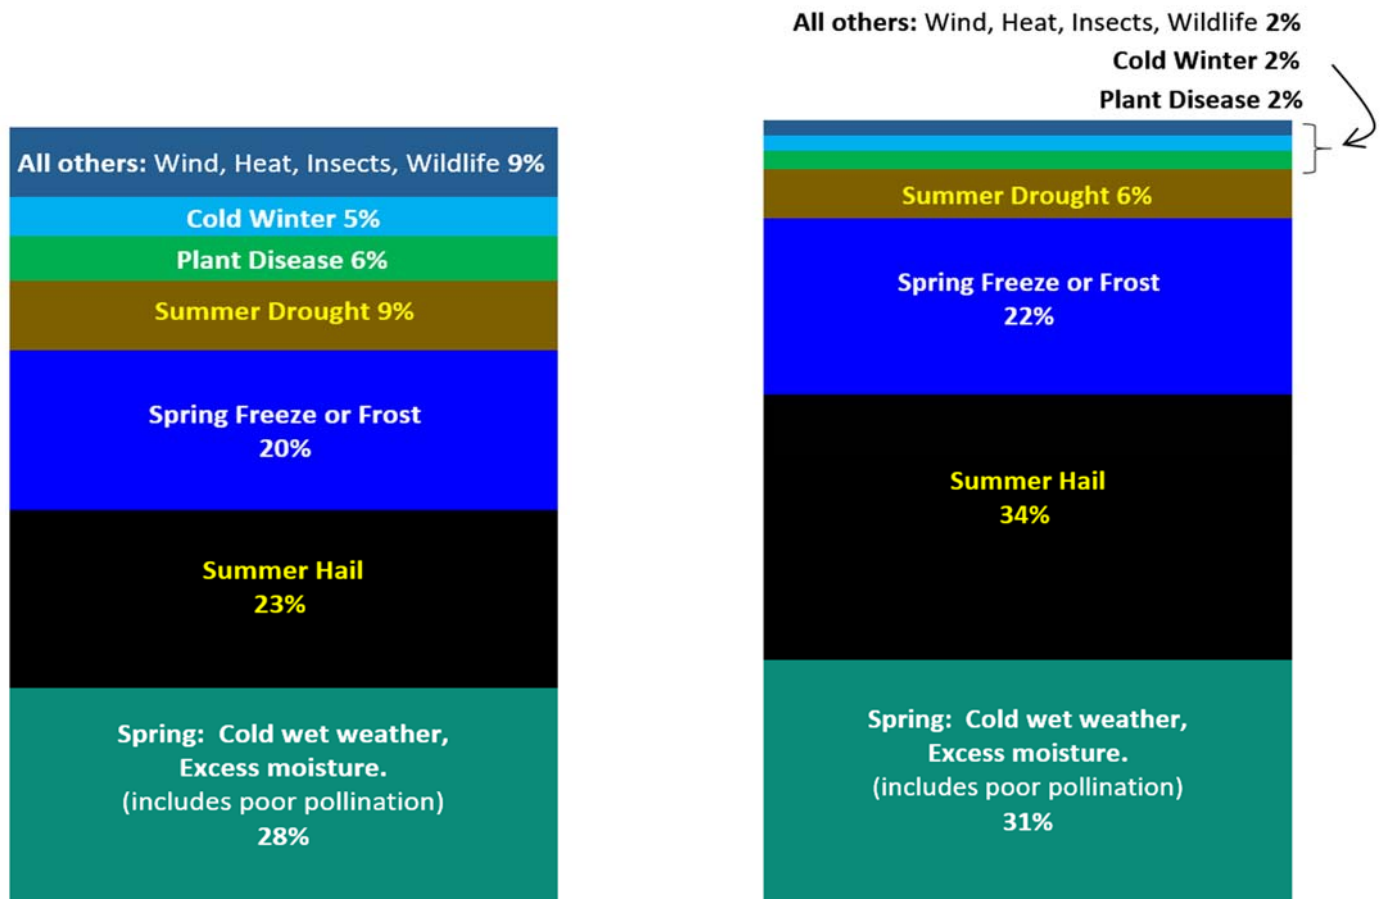 All others: Wind, Heat, Insects, Wildlife 9%
Cold Winter 5%
Plant Disease 6%
Summer Drought 9%
Spring Freeze or Frost
20%
Summer Hail
23%
Spring:  Cold wet weather,
Excess moisture.
(includes poor pollination)
28%
All others: Wind, Heat, Insects, Wildlife 2%
Cold Winter 2%
Plant Disease 2%
Summer Drought 6%
Spring Freeze or Frost
22%
Summer Hail
34%
Spring:  Cold wet weather,
Excess moisture.
(includes poor pollination)
31%